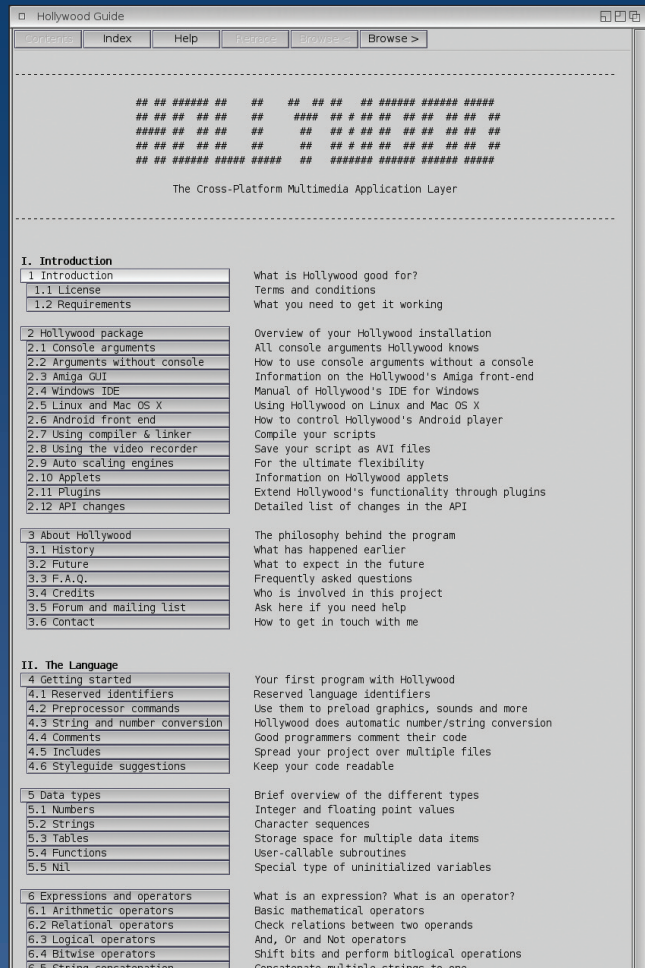 Hollywood Guide
Contents Index Help Retrace Browse < Browse >
--------------------------------------------------------------------------------
## ## ###### ## ## ## ## ## ## ###### ###### #####
## ## ## ## ## ## #### ## # ## ## ## ## ## ## ## ##
##### ## ## ## ## ## ## # ## ## ## ## ## ## ## ##
## ## ## ## ## ## ## ## # ## ## ## ## ## ## ## ##
## ## ###### ##### ##### ## ####### ###### ###### #####
The Cross-Platform Multimedia Application Layer
--------------------------------------------------------------------------------
I. Introduction
1 Introduction What is Hollywood good for?
1.1 License Terms and conditions
1.2 Requirements What you need to get it working
2 Hollywood package Overview of your Hollywood installation
2.1 Console arguments All console arguments Hollywood knows
2.2 Arguments without console How to use console arguments without a console
2.3 Amiga GUI Information on the Hollywood's Amiga front-end
2.4 Windows IDE Manual of Hollywood's IDE for Windows
2.5 Linux and Mac OS X Using Hollywood on Linux and Mac OS X
2.6 Android front end How to control Hollywood's Android player
2.7 Using compiler & linker Compile your scripts
2.8 Using the video recorder Save your script as AVI files
2.9 Auto scaling engines For the ultimate flexibility
2.10 Applets Information on Hollywood applets
2.11 Plugins Extend Hollywood's functionality through plugins
2.12 API changes Detailed list of changes in the API
3 About Hollywood The philosophy behind the program
3.1 History What has happened earlier
3.2 Future What to expect in the future
3.3 F.A.Q. Frequently asked questions
3.4 Credits Who is involved in this project
3.5 Forum and mailing list Ask here if you need help
3.6 Contact How to get in touch with me
II. The Language
4 Getting started Your first program with Hollywood
4.1 Reserved identifiers Reserved language identifiers
4.2 Preprocessor commands Use them to preload graphics, sounds and more
4.3 String and number conversion Hollywood does automatic number/string conversion
4.4 Comments Good programmers comment their code
4.5 Includes Spread your project over multiple files
4.6 Styleguide suggestions Keep your code readable
5 Data types Brief overview of the different types
5.1 Numbers Integer and floating point values
5.2 Strings Character sequences
5.3 Tables Storage space for multiple data items
5.4 Functions User-callable subroutines
5.5 Nil Special type of uninitialized variables
6 Expressions and operators What is an expression? What is an operator?
6.1 Arithmetic operators Basic mathematical operators
6.2 Relational operators Check relations between two operands
6.3 Logical operators And, Or and Not operators
6.4 Bitwise operators Shift bits and perform bitlogical operations
6.5 String concatenation Concatenate multiple strings to one